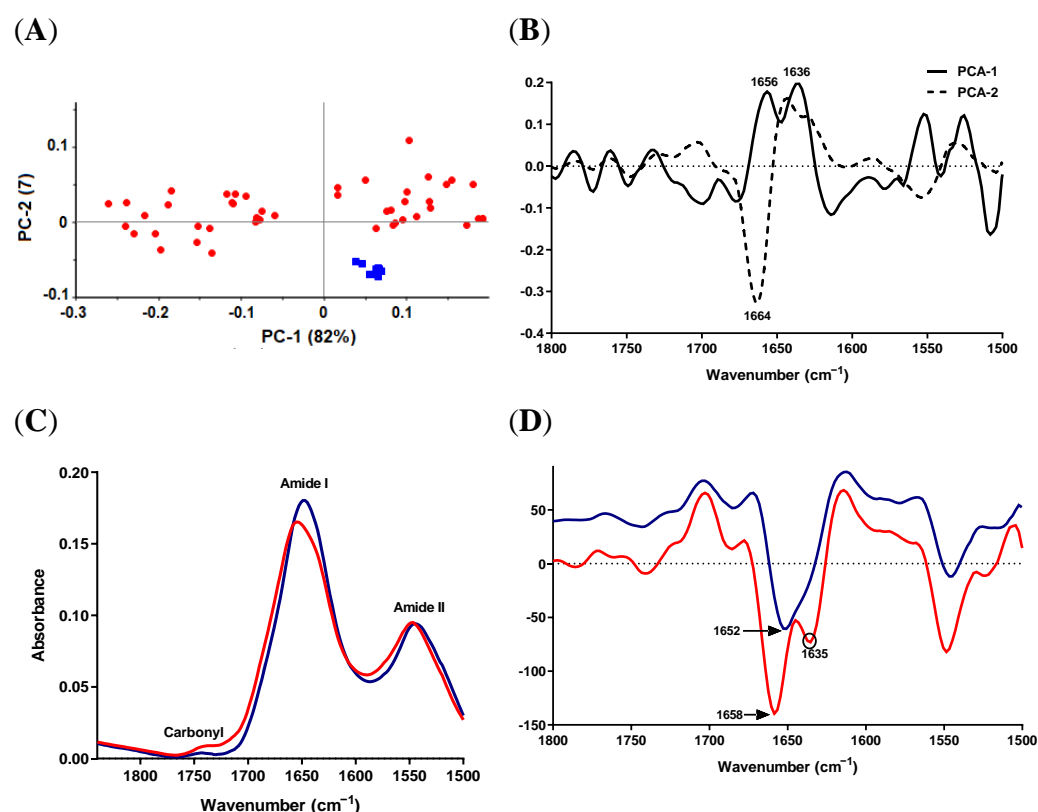 (A)
0.1
0
-0.1
-0.3
-0.2
-0.1
0
0.1
PC-2 (7)
PC-1 (82%)
(B)
0.2
0.1
0.0
-0.1
-0.2
-0.3
-0.4
1656
1636
1664
PCA-1
PCA-2
1800 1750 1700 1650 1600 1550 1500
Wavenumber (cm⁻¹)
(C)
0.20
0.15
0.10
0.05
0.00
Absorbance
Amide I
Amide II
Carbonyl
1800 1750 1700 1650 1600 1550 1500
Wavenumber (cm⁻¹)
(D)
50
0
-50
-100
-150
1652
1635
1658
1800 1750 1700 1650 1600 1550 1500
Wavenumber (cm⁻¹)